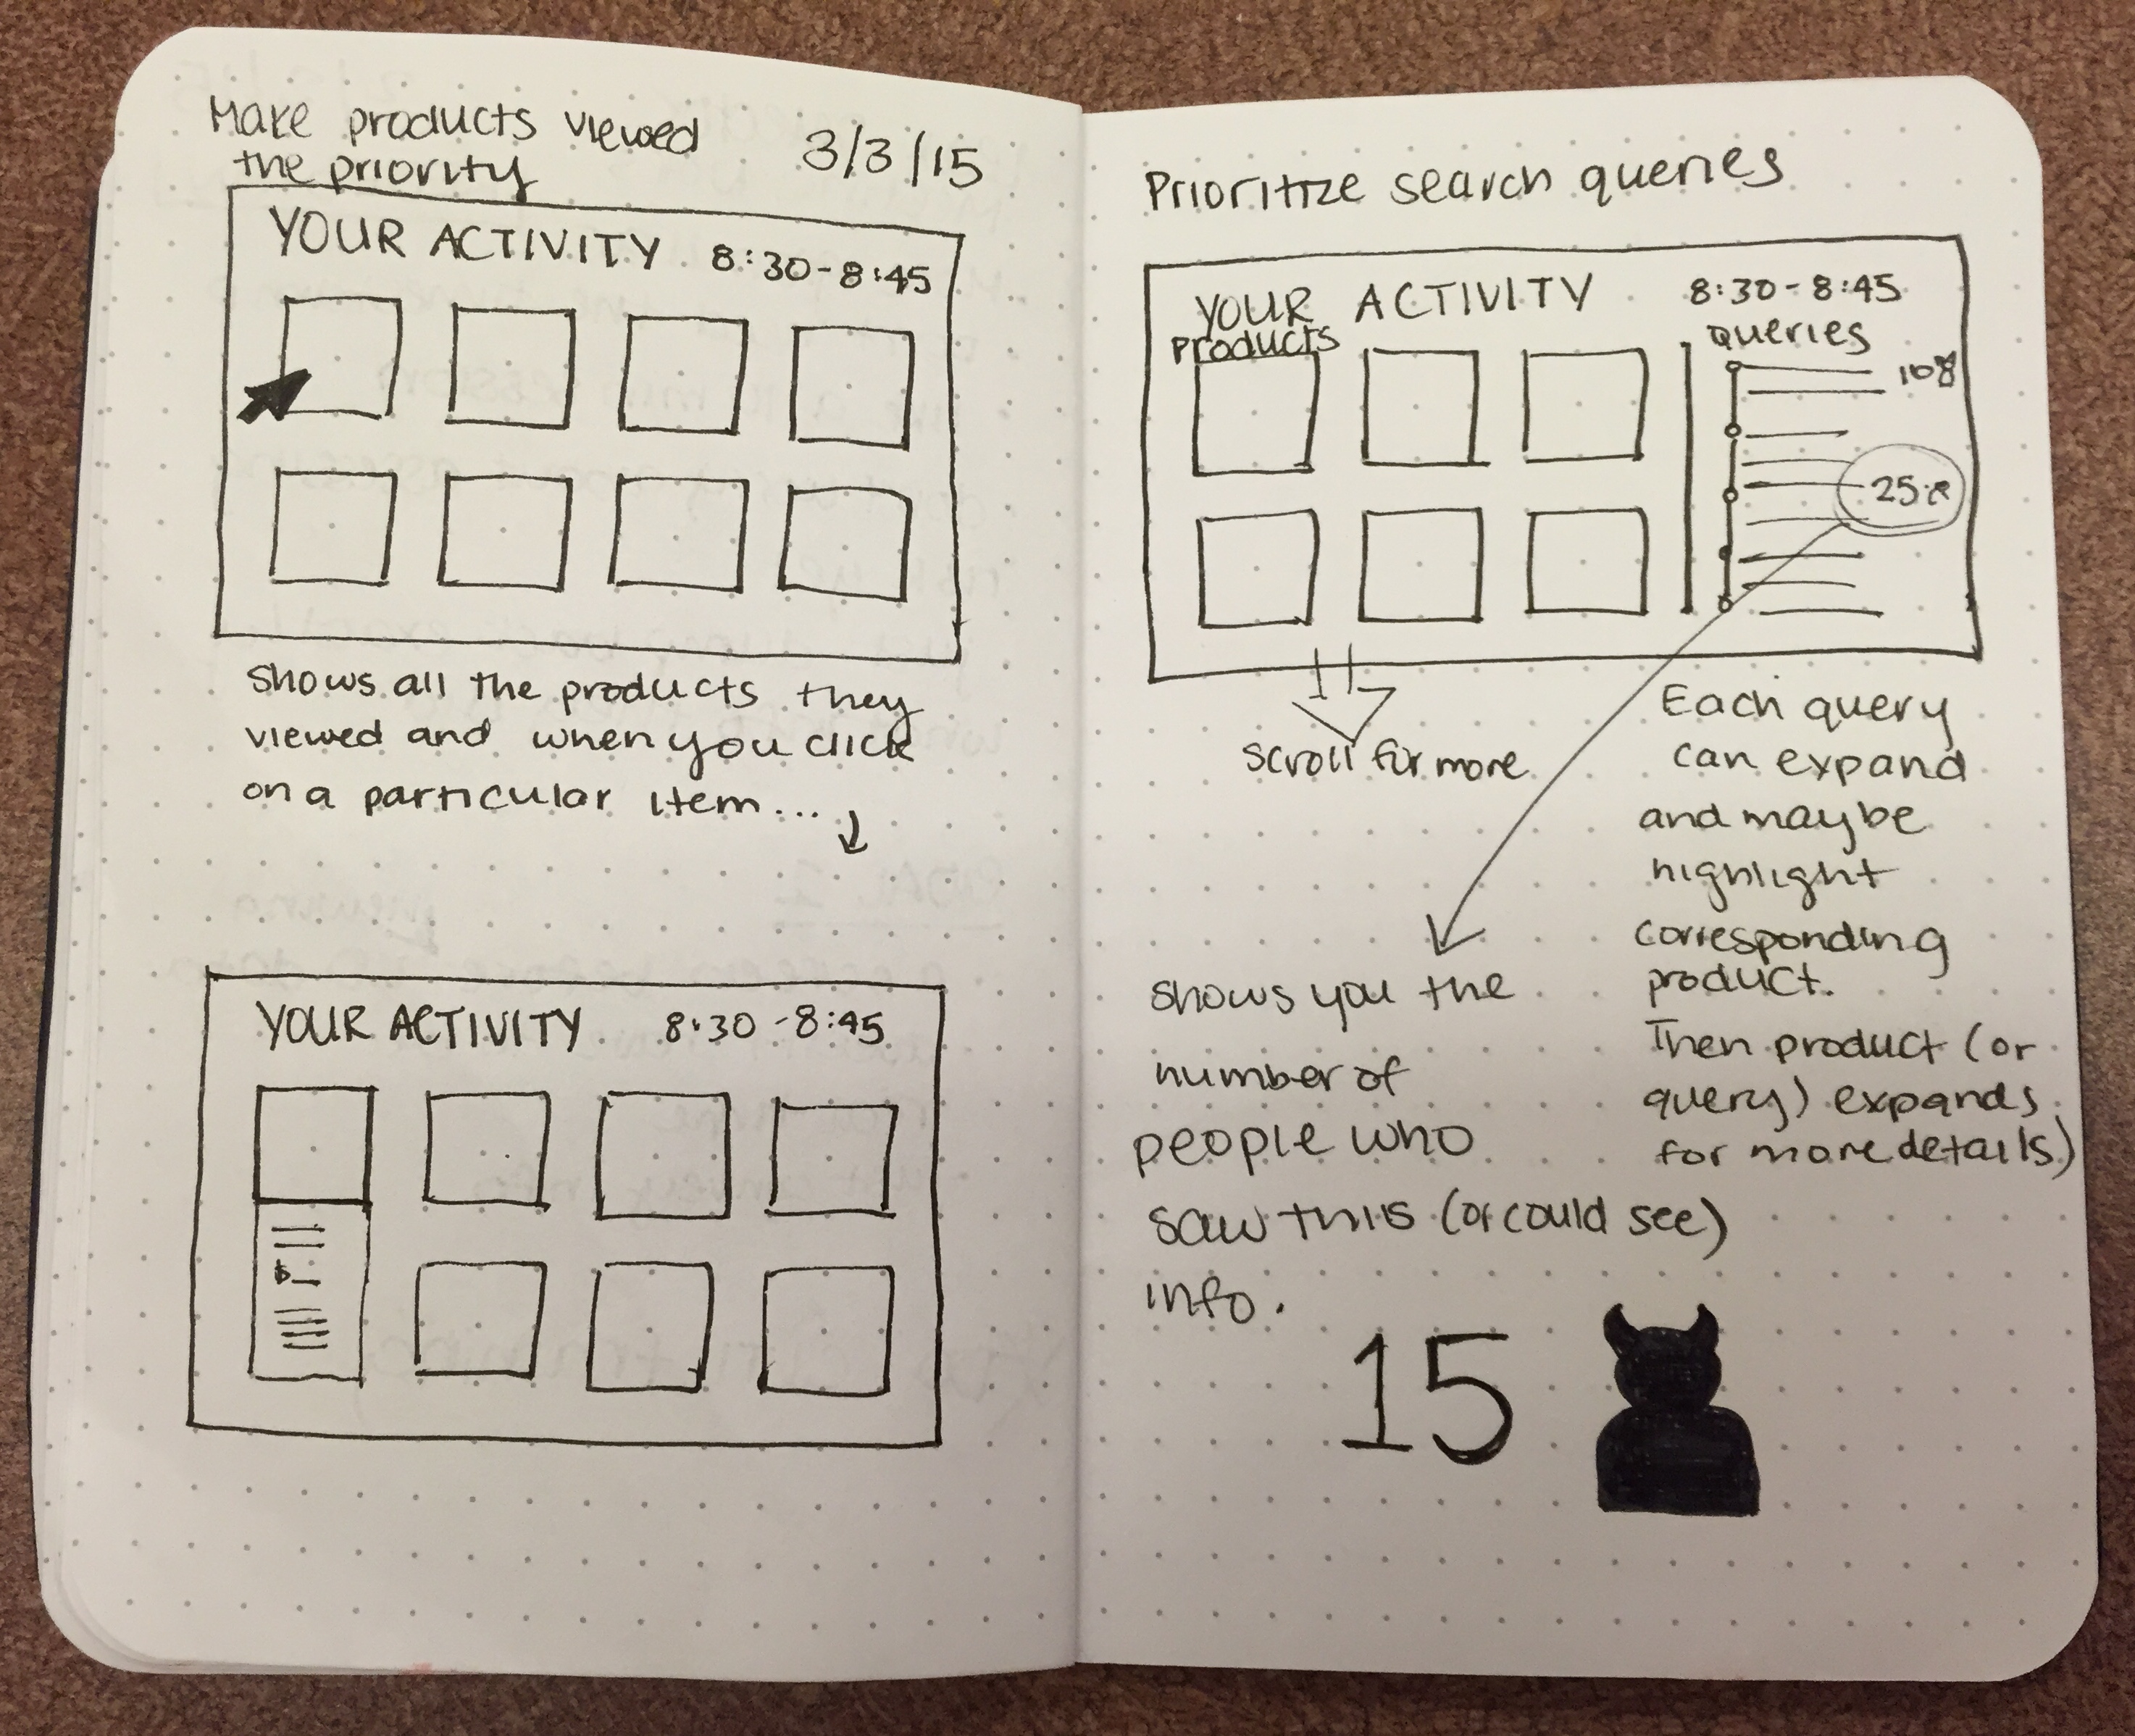 Make products viewed
the priority
3/3/15
YOUR ACTIVITY 8:30-8:45
shows all the products they
viewed and when you click
on a particular item...
YOUR ACTIVITY 8:30-8:45
$
Prioritize search queries
YOUR ACTIVITY 8:30-8:45
Products
queries
10
25
scroll for more
Each query
can expand
and maybe
highlight
corresponding
product.
Then product (or
query) expands
for more details)
shows you the
number of
people who
saw this (or could see)
info.
15